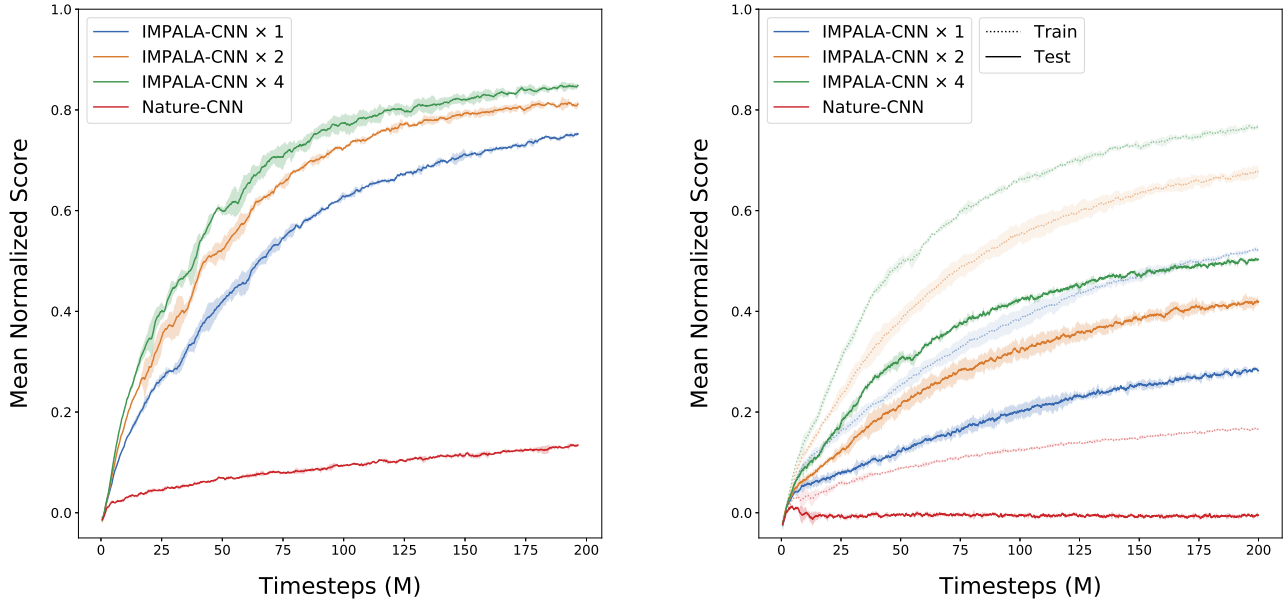 Mean Normalized Score
1.0
0.8
0.6
0.4
0.2
0.0
IMPALA-CNN × 1
IMPALA-CNN × 2
IMPALA-CNN × 4
Nature-CNN
0 25 50 75 100 125 150 175 200
Timesteps (M)
Mean Normalized Score
1.0
0.8
0.6
0.4
0.2
0.0
IMPALA-CNN × 1
IMPALA-CNN × 2
IMPALA-CNN × 4
Nature-CNN
Train
Test
0 25 50 75 100 125 150 175 200
Timesteps (M)